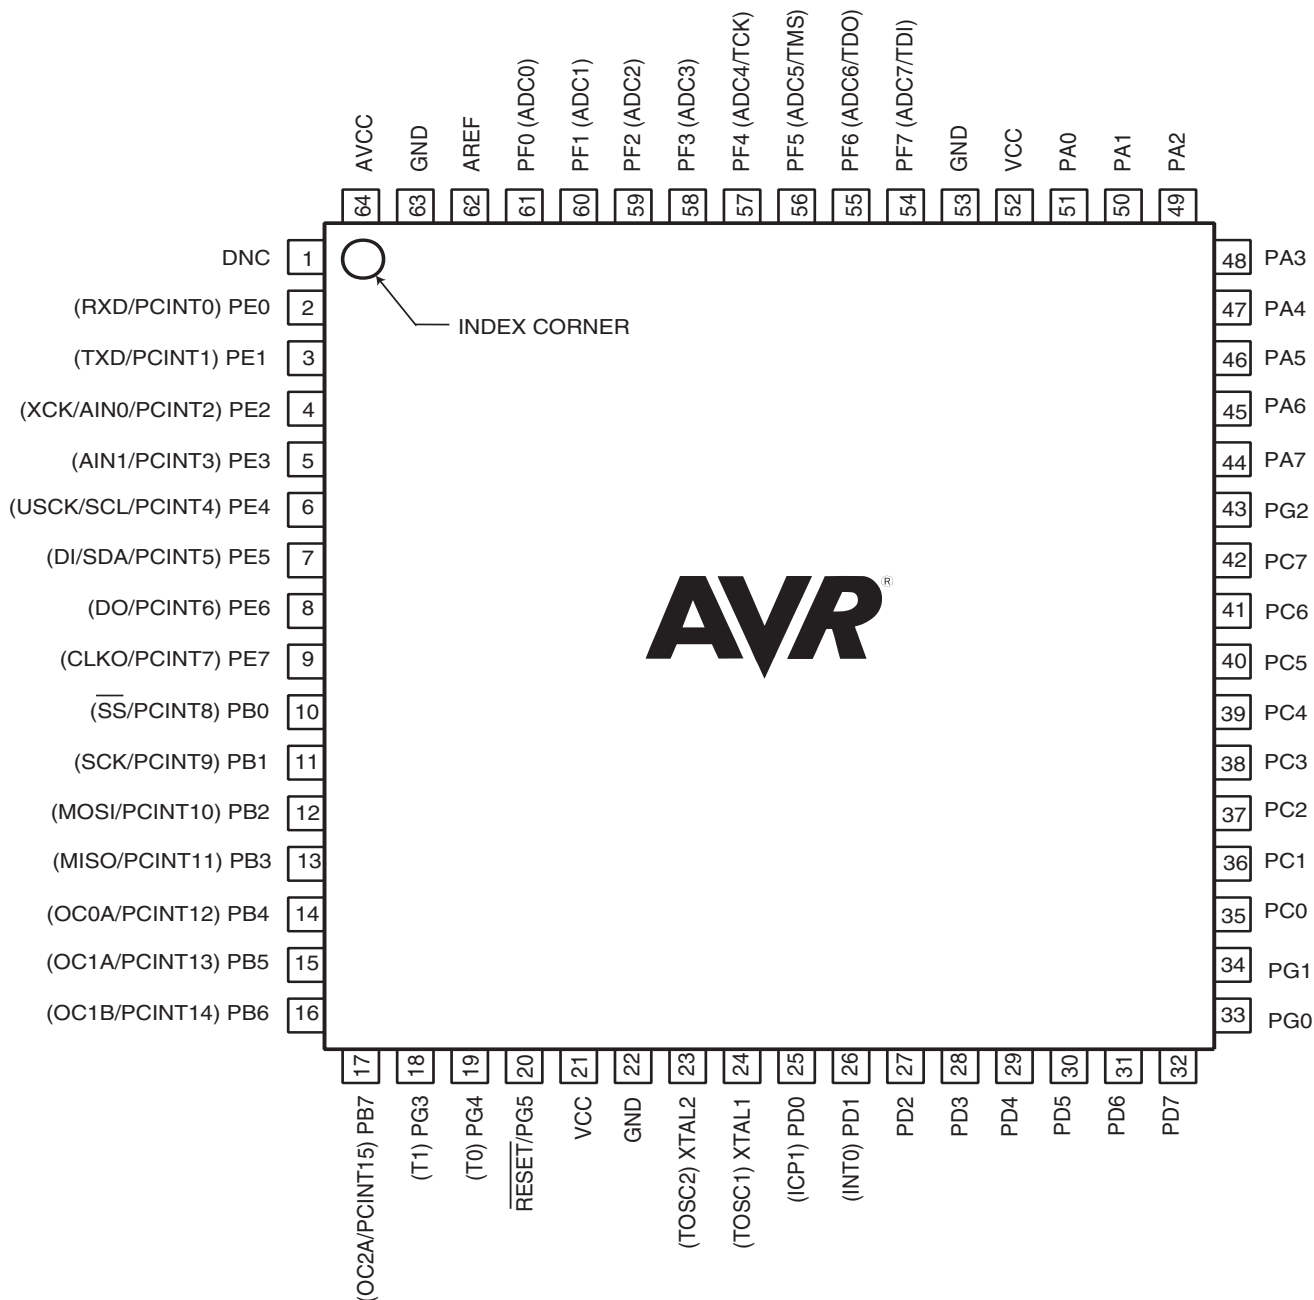 AVCC
GND
AREF
PF0 (ADC0)
PF1 (ADC1)
PF2 (ADC2)
PF3 (ADC3)
PF4 (ADC4/TCK)
PF5 (ADC5/TMS)
PF6 (ADC6/TDO)
PF7 (ADC7/TDI)
GND
VCC
PA0
PA1
PA2
64
63
62
61
60
59
58
57
56
55
54
53
52
51
50
49
DNC 1
(RXD/PCINT0) PE0 2
(TXD/PCINT1) PE1 3
(XCK/AIN0/PCINT2) PE2 4
(AIN1/PCINT3) PE3 5
(USCK/SCL/PCINT4) PE4 6
(DI/SDA/PCINT5) PE5 7
(DO/PCINT6) PE6 8
(CLKO/PCINT7) PE7 9
(SS/PCINT8) PB0 10
(SCK/PCINT9) PB1 11
(MOSI/PCINT10) PB2 12
(MISO/PCINT11) PB3 13
(OC0A/PCINT12) PB4 14
(OC1A/PCINT13) PB5 15
(OC1B/PCINT14) PB6 16
INDEX CORNER
AVR®
48 PA3
47 PA4
46 PA5
45 PA6
44 PA7
43 PG2
42 PC7
41 PC6
40 PC5
39 PC4
38 PC3
37 PC2
36 PC1
35 PC0
34 PG1
33 PG0
17
18
19
20
21
22
23
24
25
26
27
28
29
30
31
32
(OC2A/PCINT15) PB7
(T1) PG3
(T0) PG4
RESET/PG5
VCC
GND
(TOSC2) XTAL2
(TOSC1) XTAL1
(ICP1) PD0
(INT0) PD1
PD2
PD3
PD4
PD5
PD6
PD7